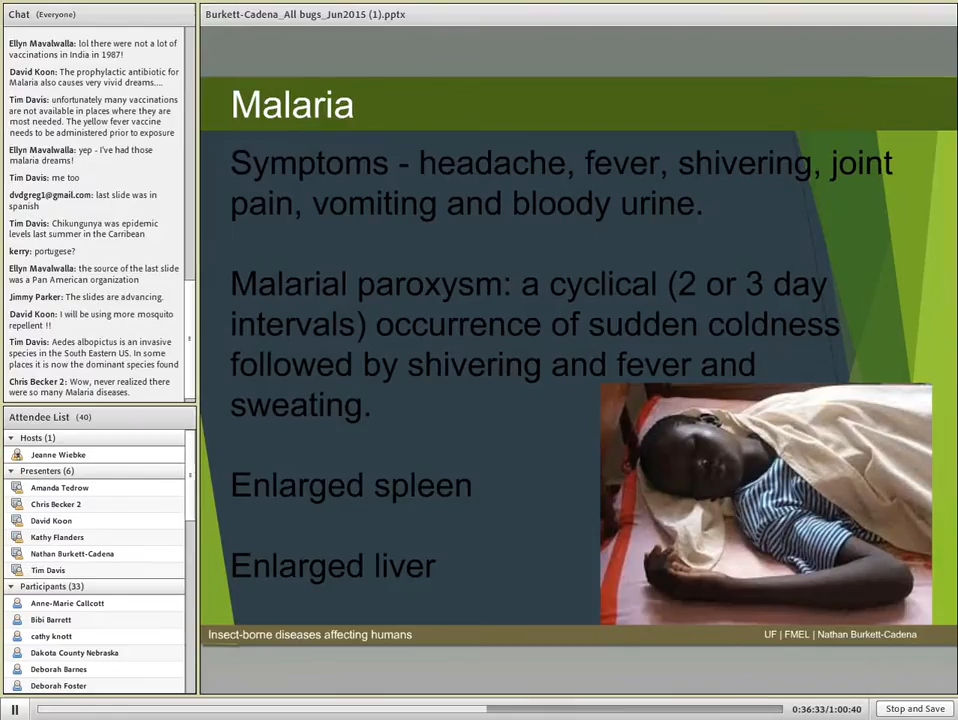 Chat (Everyone)
Ellyn Mavalwalla: lol there were not a lot of
vaccinations in India in 1987!
David Koon: The prophylactic antibiotic for
Malaria also causes very vivid dreams....
Tim Davis: unfortunately many vaccinations
are not available in places where they are
most needed. The yellow fever vaccine
needs to be administered prior to exposure
Ellyn Mavalwalla: yep - I've had those
malaria dreams!
Tim Davis: me too
dvdgreg1@gmail.com: last slide was in
spanish
Tim Davis: Chikungunya was epidemic
levels last summer in the Carribean
kerry: portugese?
Ellyn Mavalwalla: the source of the last slide
was a Pan American organization
Jimmy Parker: The slides are advancing.
David Koon: I will be using more mosquito
repellent !!
Tim Davis: Aedes albopictus is an invasive
species in the South Eastern US. In some
places it is now the dominant species found
Chris Becker 2: Wow, never realized there
were so many Malaria diseases.
Attendee List (40)
Hosts (1)
Jeanne Wiebke
Presenters (6)
Amanda Tedrow
Chris Becker 2
David Koon
Kathy Flanders
Nathan Burkett-Cadena
Tim Davis
Participants (33)
Anne-Marie Callcott
Bibi Barrett
cathy knott
Dakota County Nebraska
Deborah Barnes
Deborah Foster
Burkett-Cadena_All bugs_Jun2015 (1).pptx
Malaria
Symptoms - headache, fever, shivering, joint
pain, vomiting and bloody urine.
Malarial paroxysm: a cyclical (2 or 3 day
intervals) occurrence of sudden coldness
followed by shivering and fever and
sweating.
Enlarged spleen
Enlarged liver
Insect-borne diseases affecting humans
UF | FMEL | Nathan Burkett-Cadena
0:36:33/1:00:40
Stop and Save